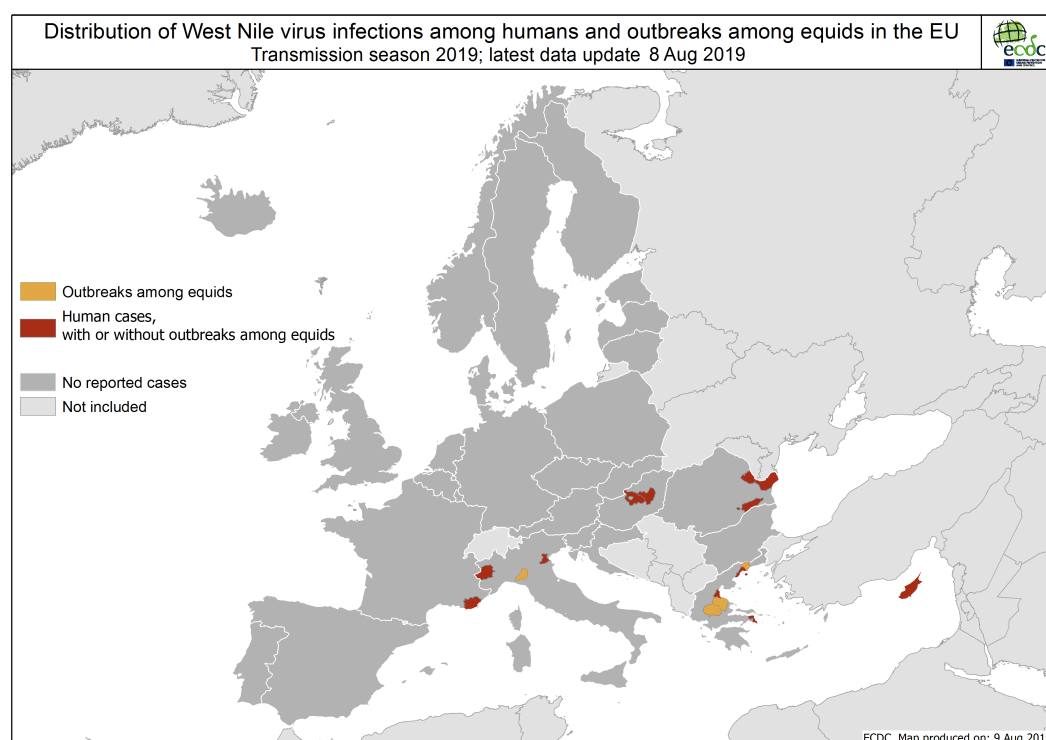 Distribution of West Nile virus infections among humans and outbreaks among equids in the EU
Transmission season 2019; latest data update 8 Aug 2019
ecdc
Outbreaks among equids
Human cases,
with or without outbreaks among equids
No reported cases
Not included
ECDC. Map produced on: 9 Aug 201